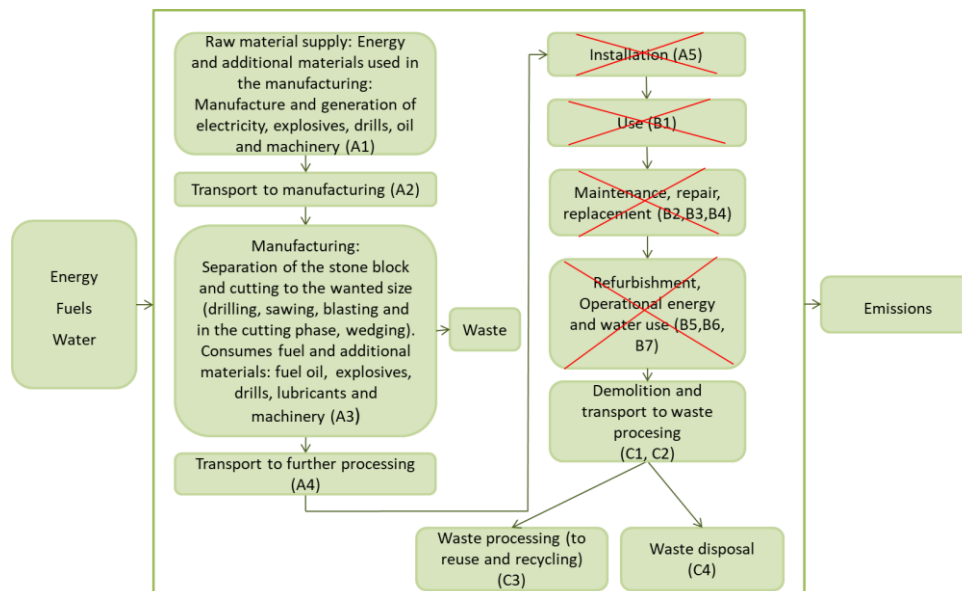 Energy
Fuels
Water
Raw material supply: Energy
and additional materials used in
the manufacturing:
Manufacture and generation of
electricity, explosives, drills, oil
and machinery (A1)
Transport to manufacturing (A2)
Manufacturing:
Separation of the stone block
and cutting to the wanted size
(drilling, sawing, blasting and
in the cutting phase, wedging).
Consumes fuel and additional
materials: fuel oil, explosives,
drills, lubricants and
machinery (A3)
Waste
Transport to further processing
(A4)
Installation (A5)
Use (B1)
Maintenance, repair,
replacement (B2,B3,B4)
Refurbishment,
Operational energy
and water use (B5,B6,
B7)
Demolition and
transport to waste
procesing
(C1, C2)
Waste processing (to
reuse and recycling)
(C3)
Waste disposal
(C4)
Emissions